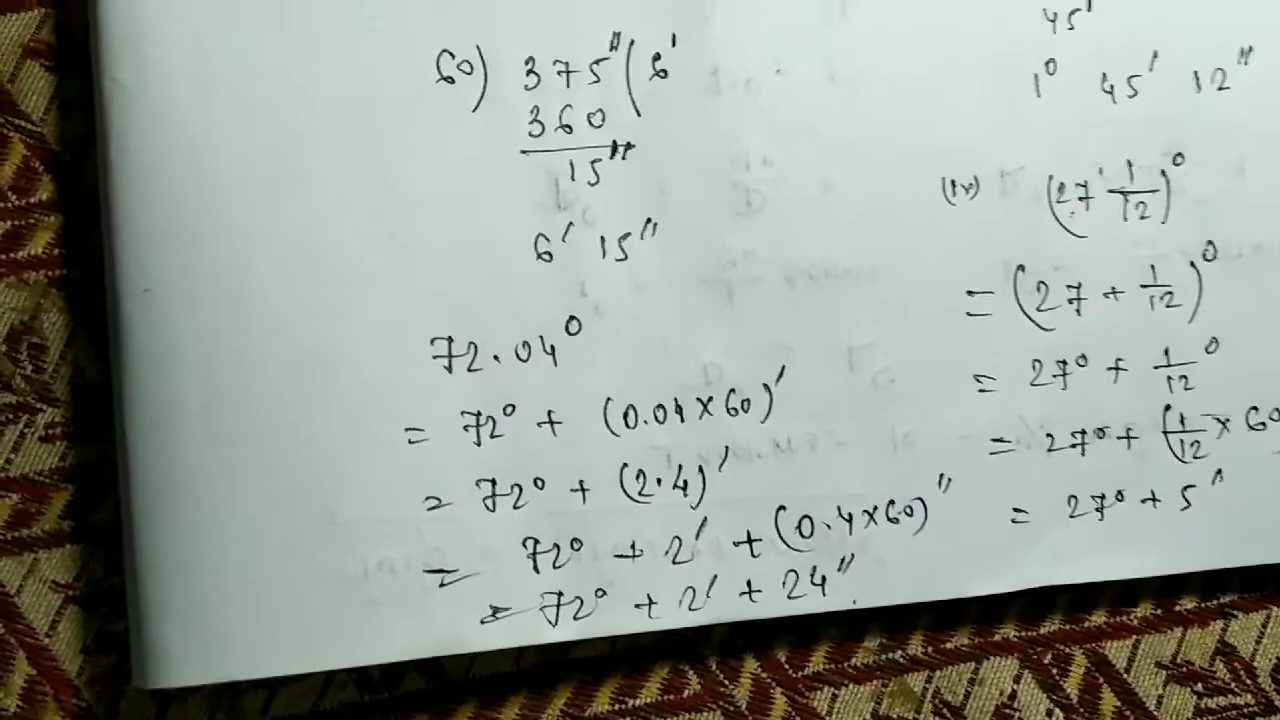 60) 375" ( 6'
360
15"
6' 15"
72.04°
= 72° + (0.04 × 60)'
= 72° + (2.4)'
= 72° + 2' + (0.4×60)"
= 72° + 2' + 24"
45'
1° 45' 12"
(iv) (27 1/12)°
= (27 + 1/12)°
= 27° + 1/12°
= 27° + (1/12 × 60
= 27° + 5"